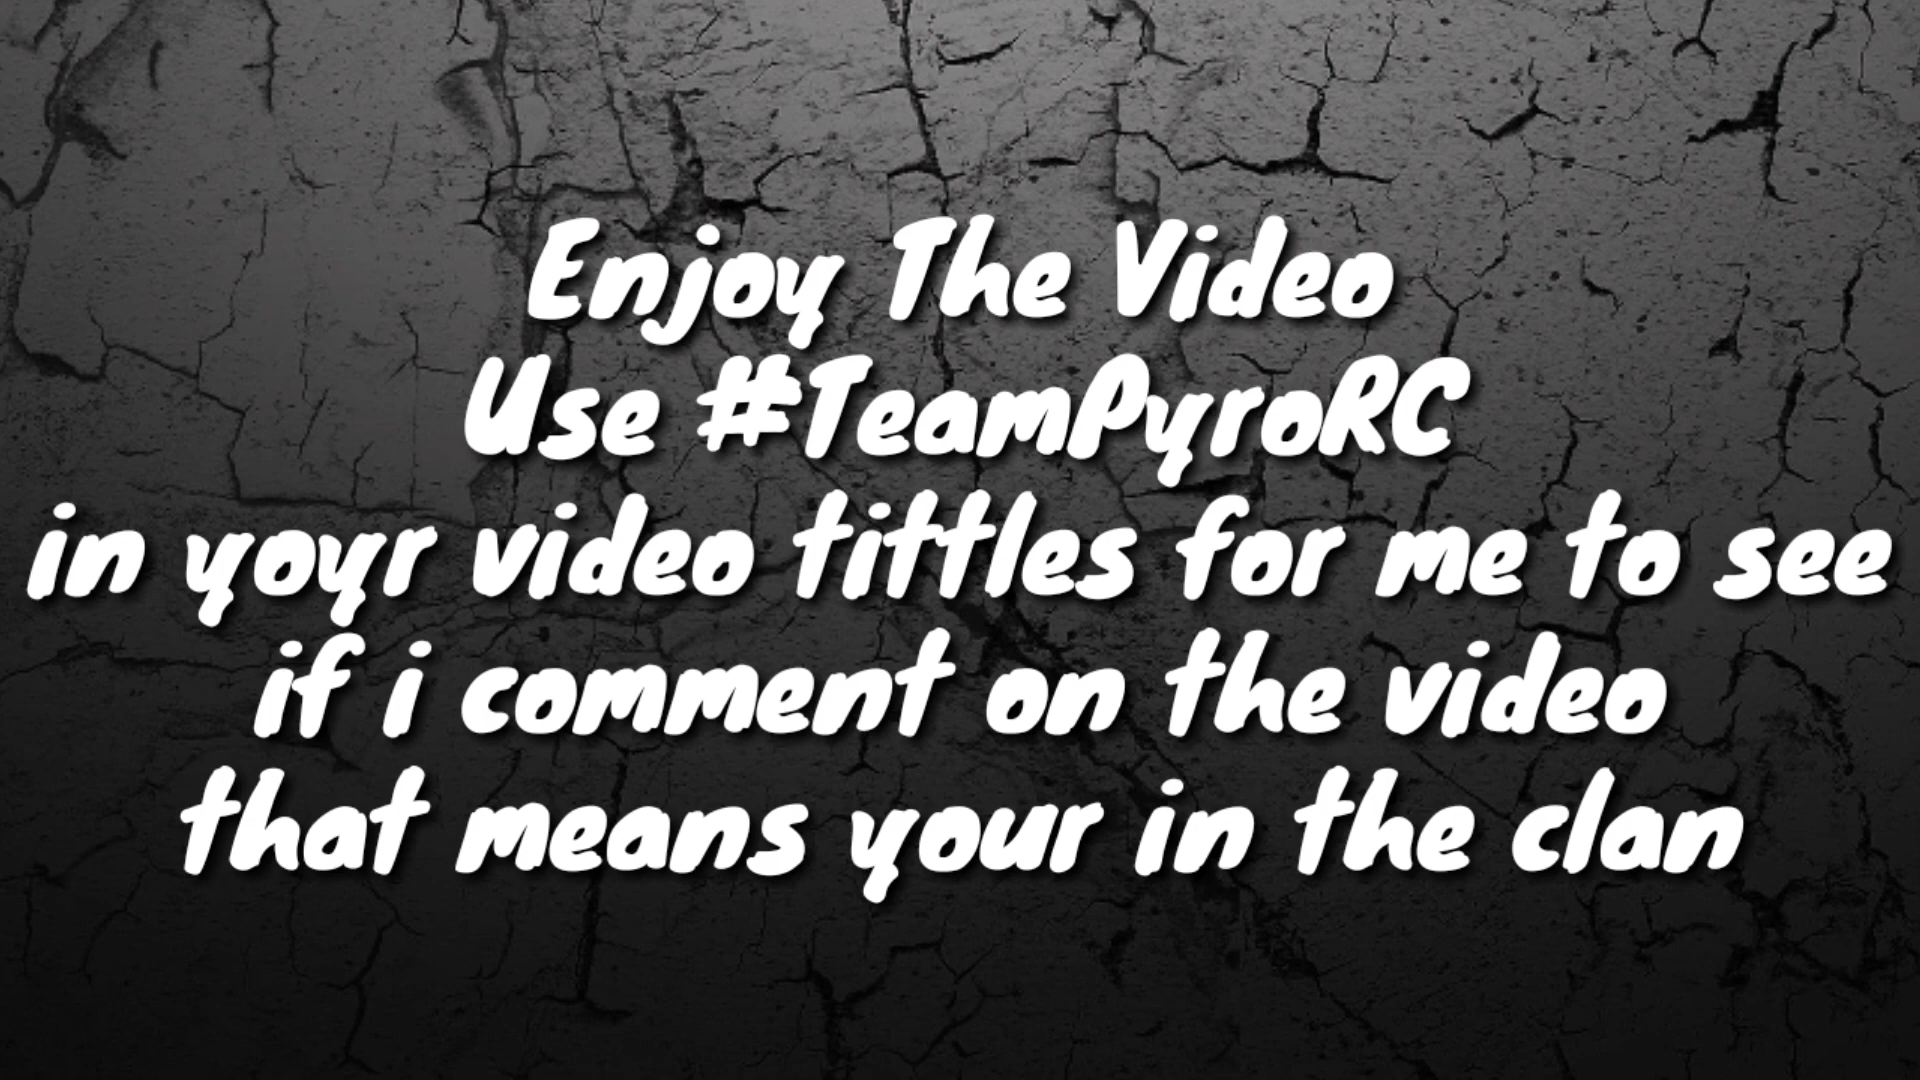 Enjoy The Video
Use #TeamPyroRC
in yoyr video tittles for me to see
if i comment on the video
that means your in the clan